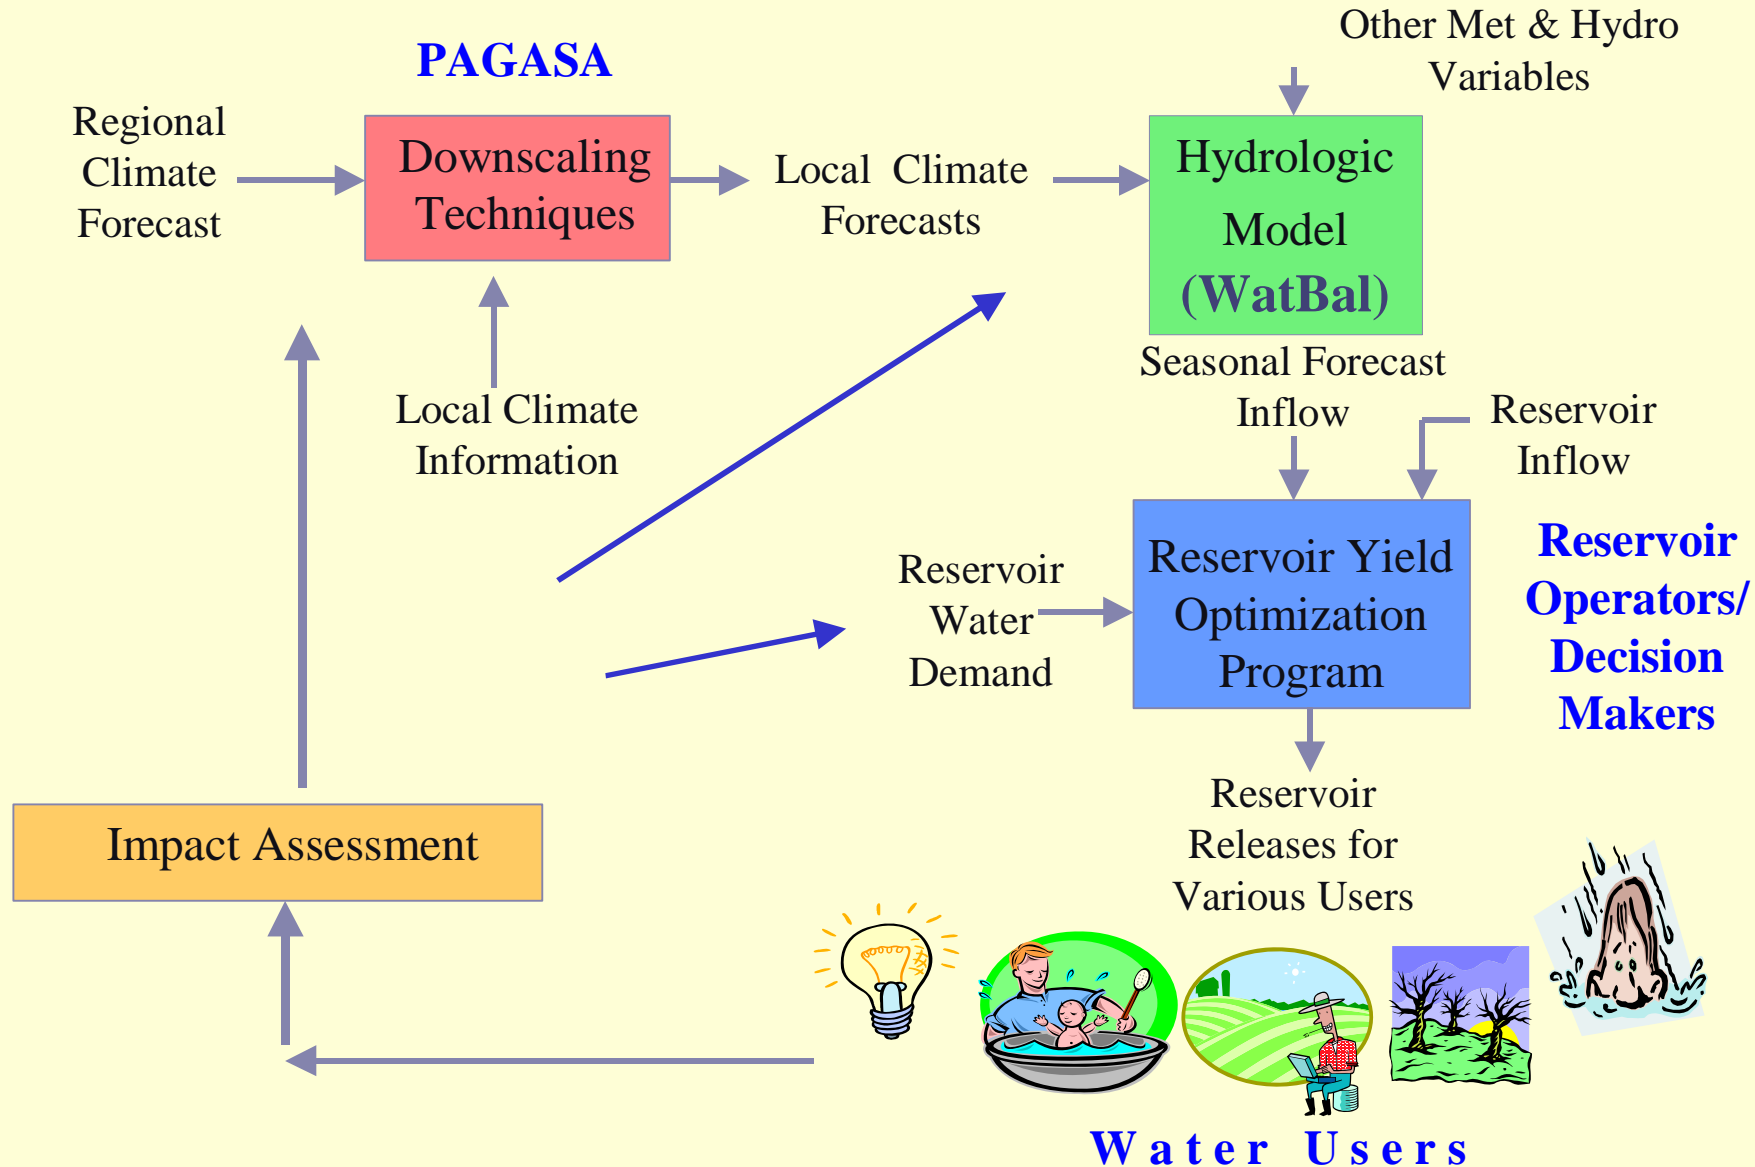 PAGASA
Other Met & Hydro
Variables
Regional
Climate
Forecast
Downscaling
Techniques
Local Climate
Forecasts
Hydrologic
Model
(WatBal)
Local Climate
Information
Seasonal Forecast
Inflow
Reservoir
Inflow
Reservoir
Water
Demand
Reservoir Yield
Optimization
Program
Reservoir
Operators/
Decision
Makers
Reservoir
Releases for
Various Users
Impact Assessment
Water Users